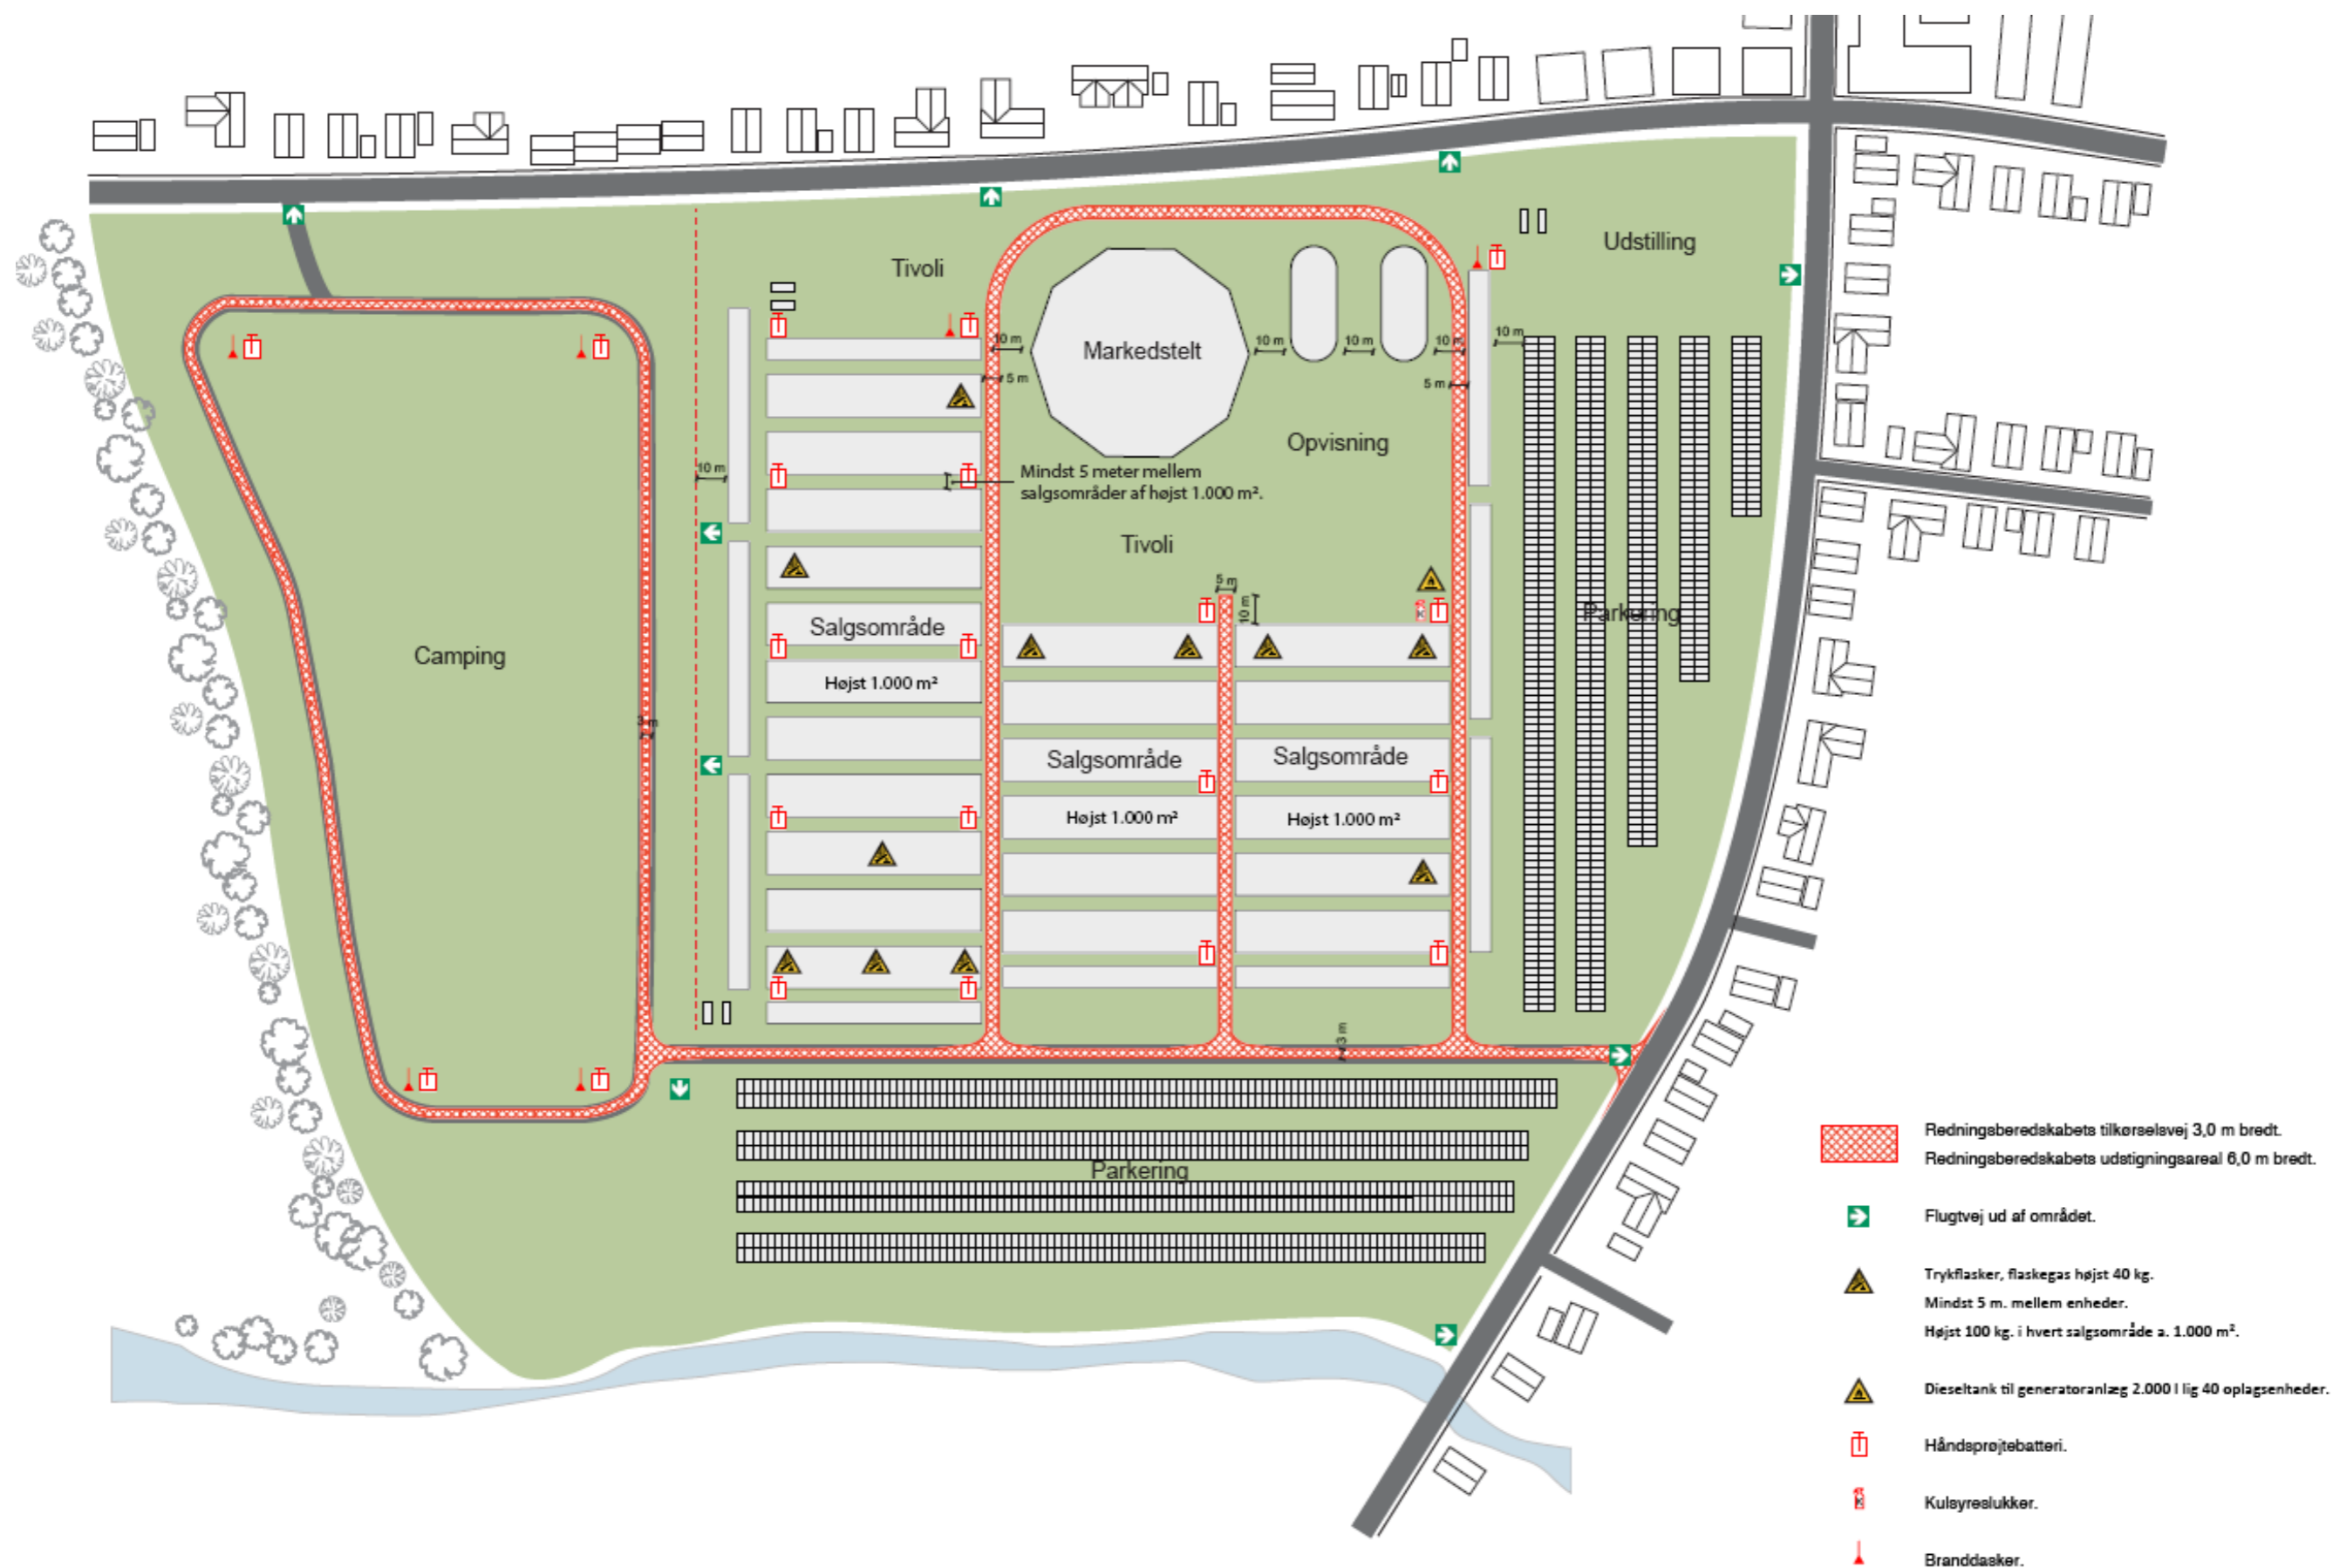 Udstilling
Tivoli
10 m
Markedstelt
10 m
10 m
10 m
10 m
5 m
5 m
Opvisning
10 m
Mindst 5 meter mellem
salgsområder af højst 1.000 m².
Tivoli
5 m
10 m
Parkering
Salgsområde
Camping
Højst 1.000 m²
3 m
Salgsområde
Salgsområde
Højst 1.000 m²
Højst 1.000 m²
3 m
Parkering
Redningsberedskabets tilkørselsvej 3,0 m bredt.
Redningsberedskabets udstigningsareal 6,0 m bredt.
Flugtvej ud af området.
Trykflasker, flaskegas højst 40 kg.
Mindst 5 m. mellem enheder.
Højst 100 kg. i hvert salgsområde a. 1.000 m².
Dieseltank til generatoranlæg 2.000 l lig 40 oplagsenheder.
Håndsprøjtebatteri.
Kulsyreslukker.
Branddasker.